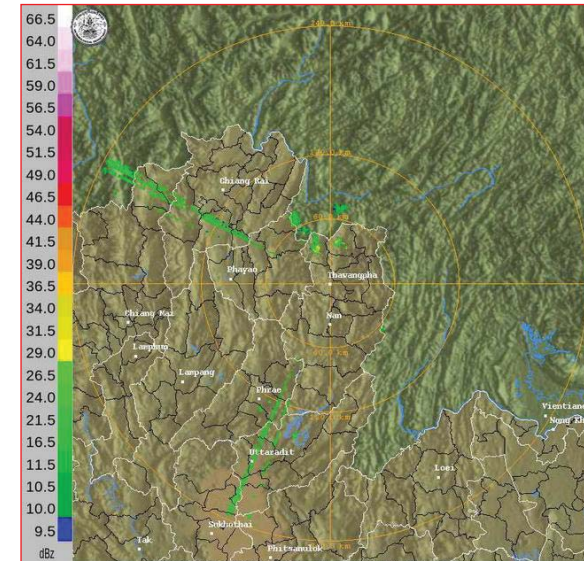 66.5
64.0
61.5
59.0
56.5
54.0
51.5
49.0
46.5
44.0
41.5
39.0
36.5
34.0
31.5
29.0
26.5
24.0
21.5
16.5
11.5
10.0
9.5
dBz
Chiang Rai
Phayao
Thawangpha
Chiang Mai
Nan
Lamphun
Lampang
Phrae
Vientiane
Nong Kh
Uttaradit
Loei
Sukhothai
Tak
Phitsanulok